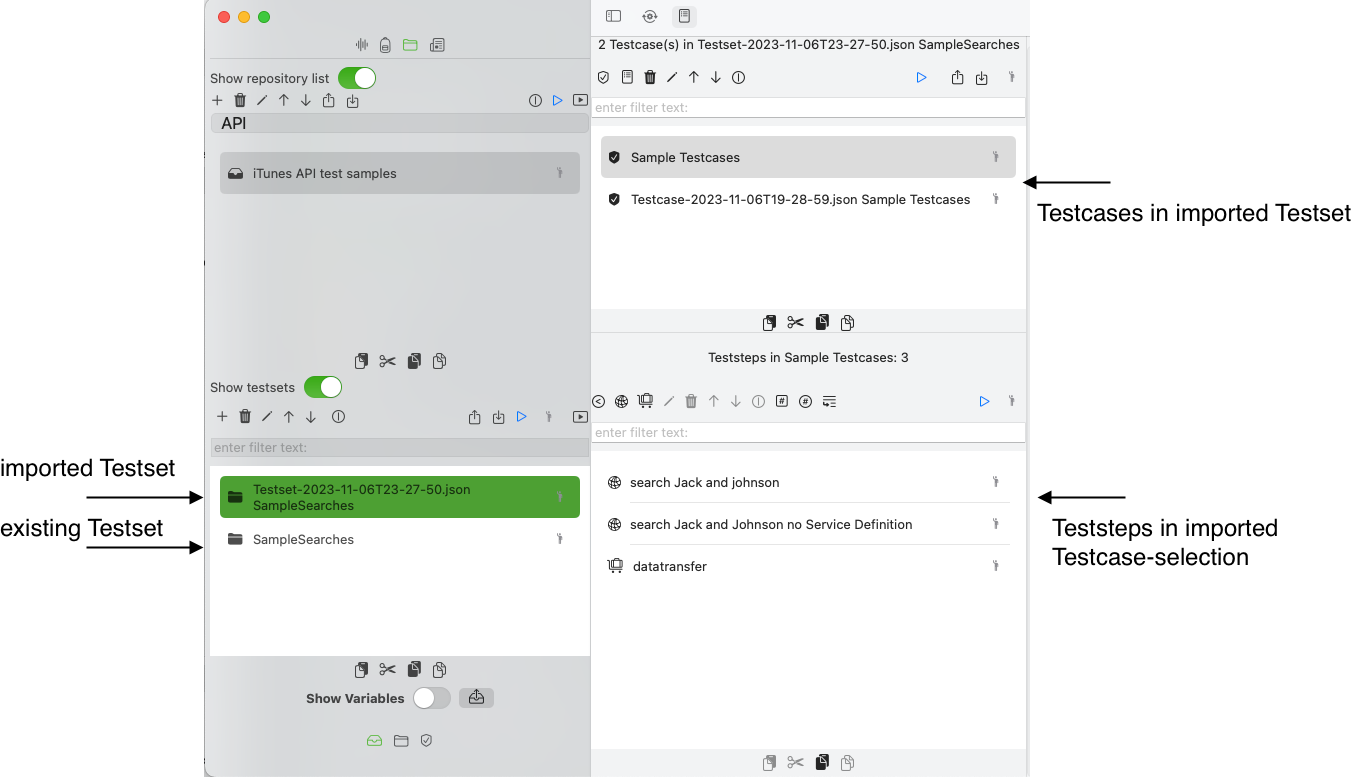 Show repository list
API
iTunes API test samples
Show testsets
enter filter text:
imported Testset
Testset-2023-11-06T23-27-50.json
SampleSearches
existing Testset
SampleSearches
Show Variables
2 Testcase(s) in Testset-2023-11-06T23-27-50.json SampleSearches
enter filter text:
Sample Testcases
Testcase-2023-11-06T19-28-59.json Sample Testcases
Testcases in imported Testset
Teststeps in Sample Testcases: 3
enter filter text:
search Jack and johnson
search Jack and Johnson no Service Definition
datatransfer
Teststeps in imported
Testcase-selection